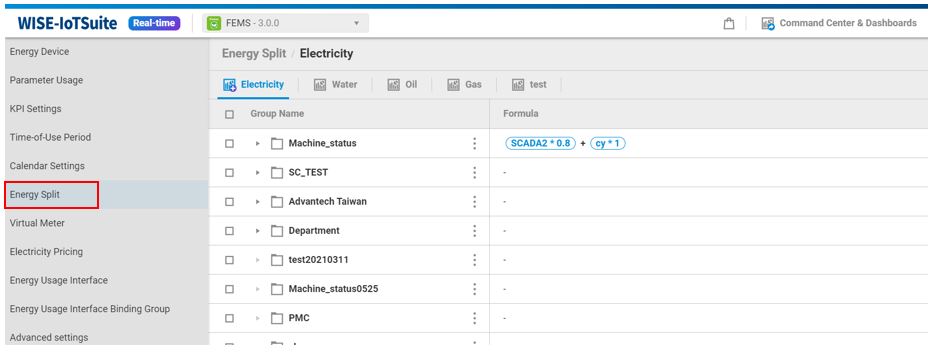 WISE-IoTSuite Real-time FEMS - 3.0.0 Command Center & Dashboards
Energy Device
Parameter Usage
KPI Settings
Time-of-Use Period
Calendar Settings
Energy Split
Virtual Meter
Electricity Pricing
Energy Usage Interface
Energy Usage Interface Binding Group
Advanced settings
Energy Split / Electricity
Electricity Water Oil Gas test
Group Name Formula
Machine_status SCADA2 * 0.8 + cy * 1
SC_TEST -
Advantech Taiwan -
Department -
test20210311 -
Machine_status0525 -
PMC -